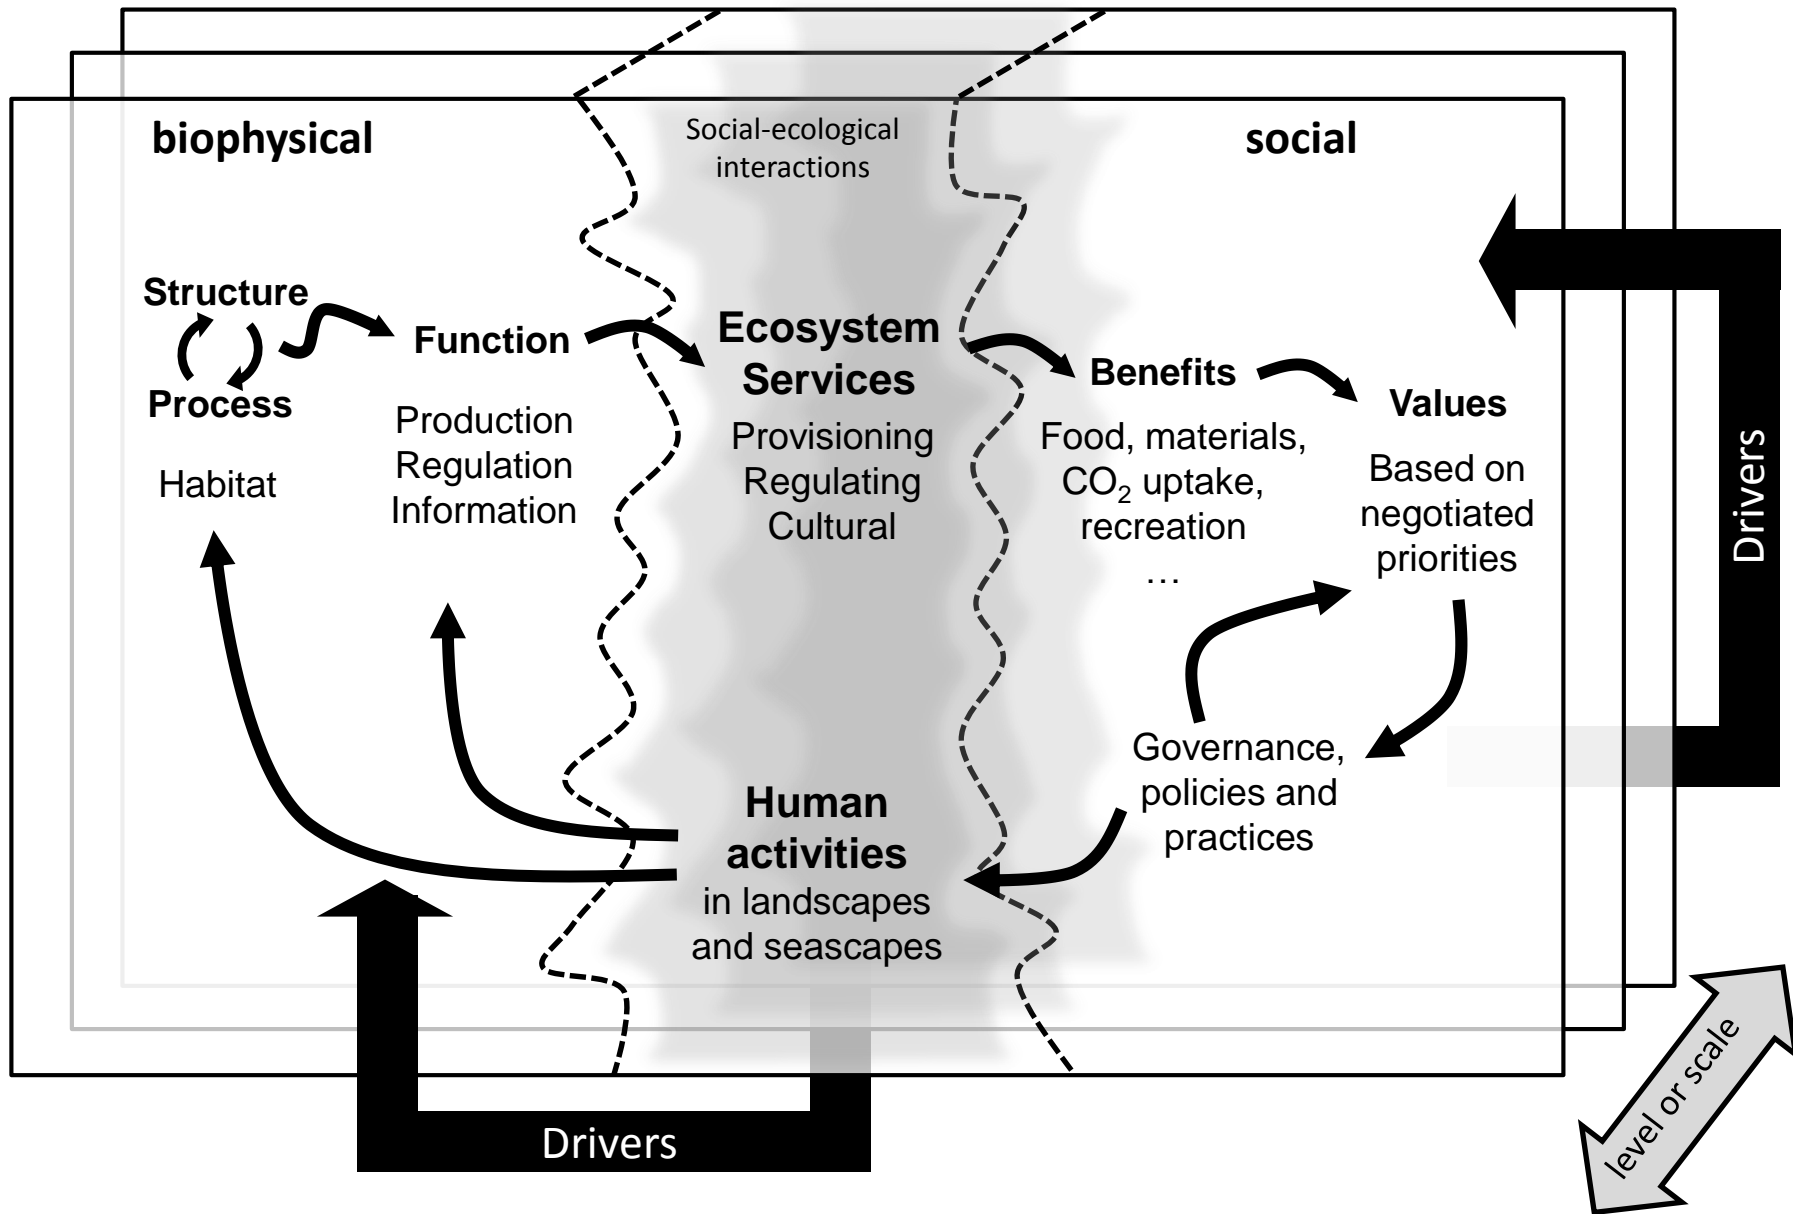 biophysical
Social-ecological
interactions
social
Structure
Process
Habitat
Function
Production
Regulation
Information
Ecosystem
Services
Provisioning
Regulating
Cultural
Benefits
Food, materials,
CO₂ uptake,
recreation
…
Values
Based on
negotiated
priorities
Governance,
policies and
practices
Human
activities
in landscapes
and seascapes
Drivers
Drivers
level or scale